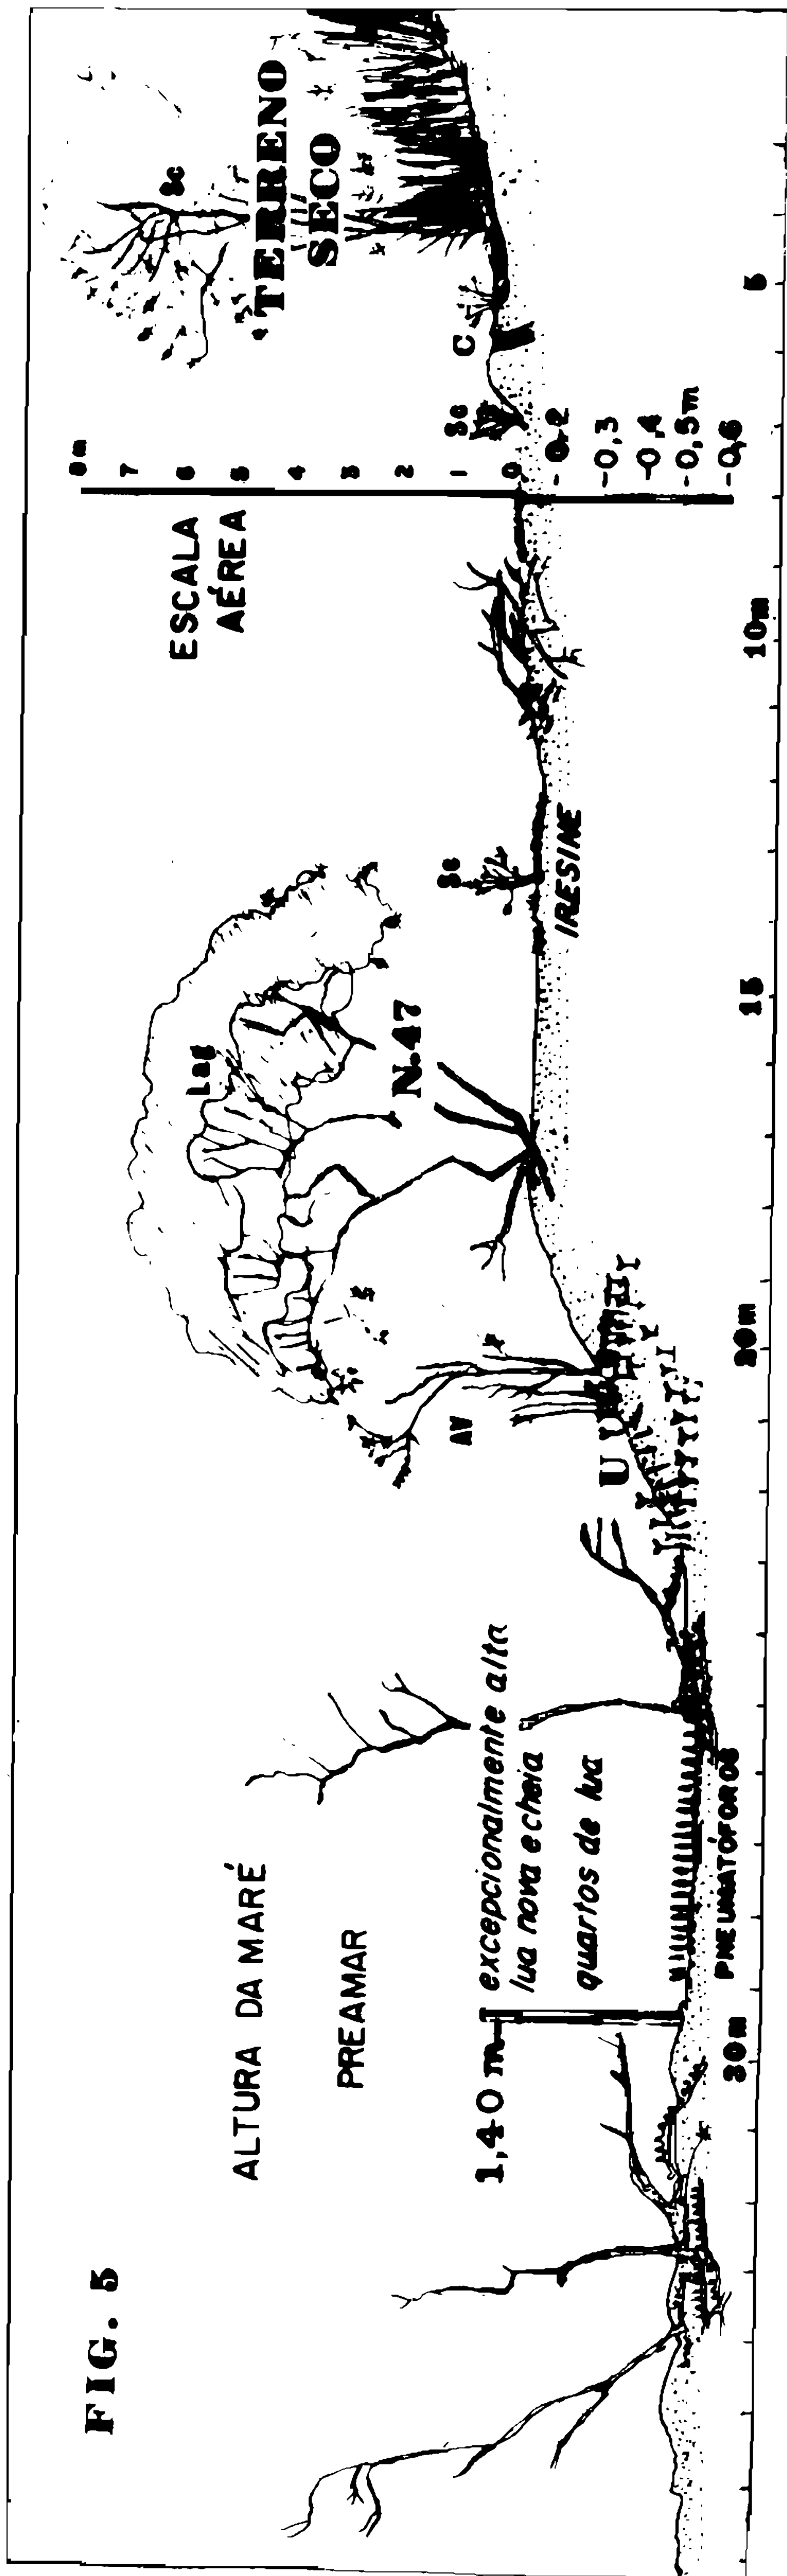 FIG. 5
ALTURA DA MARÉ
PREAMAR
1,40 m
excepcionalmente alta
lua nova e cheia
quartos de lua
PNEUMATÓFOROS
AV
U
Lag
N.47
Sc
IRESINE
ESCALA
AÉREA
8m
7
6
5
4
3
2
1
0
-0.2
-0,3
-0,4
-0,5m
-0,6
Sc
C
Sc
TERRENO
SECO
30m
20m
15
10m
5